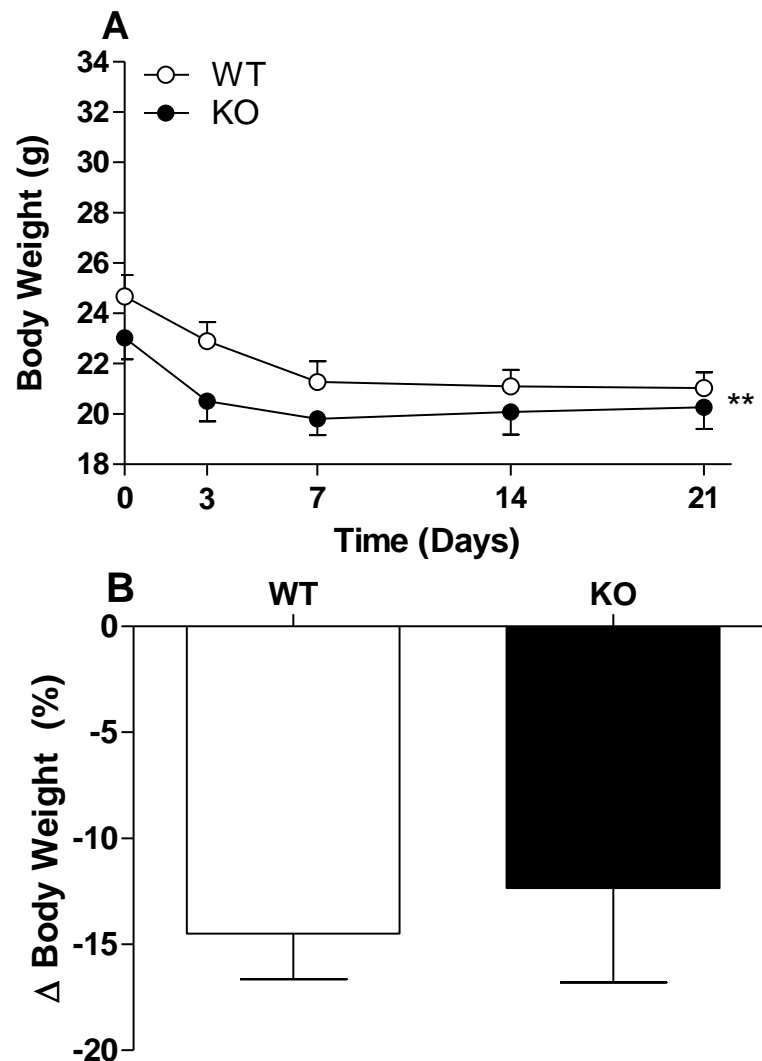 A
34
32
30
28
26
24
22
20
18
Body Weight (g)
WT
KO
**
0 3 7 14 21
Time (Days)
B
WT KO
0
-5
-10
-15
-20
Δ Body Weight (%)